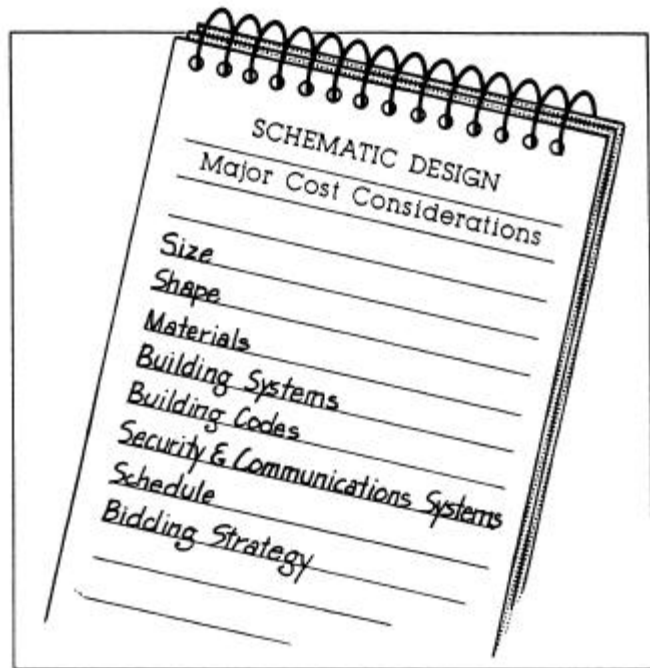 SCHEMATIC DESIGN
Major Cost Considerations
Size
Shape
Materials
Building Systems
Building Codes
Security & Communications Systems
Schedule
Bidding Strategy